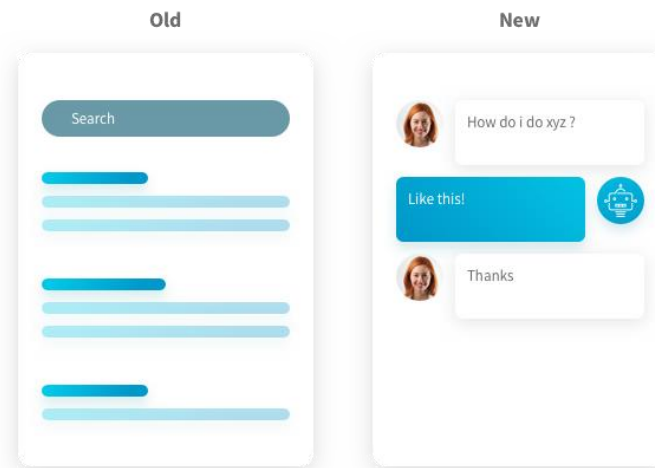 Old
Search
New
How do i do xyz ?
Like this!
Thanks